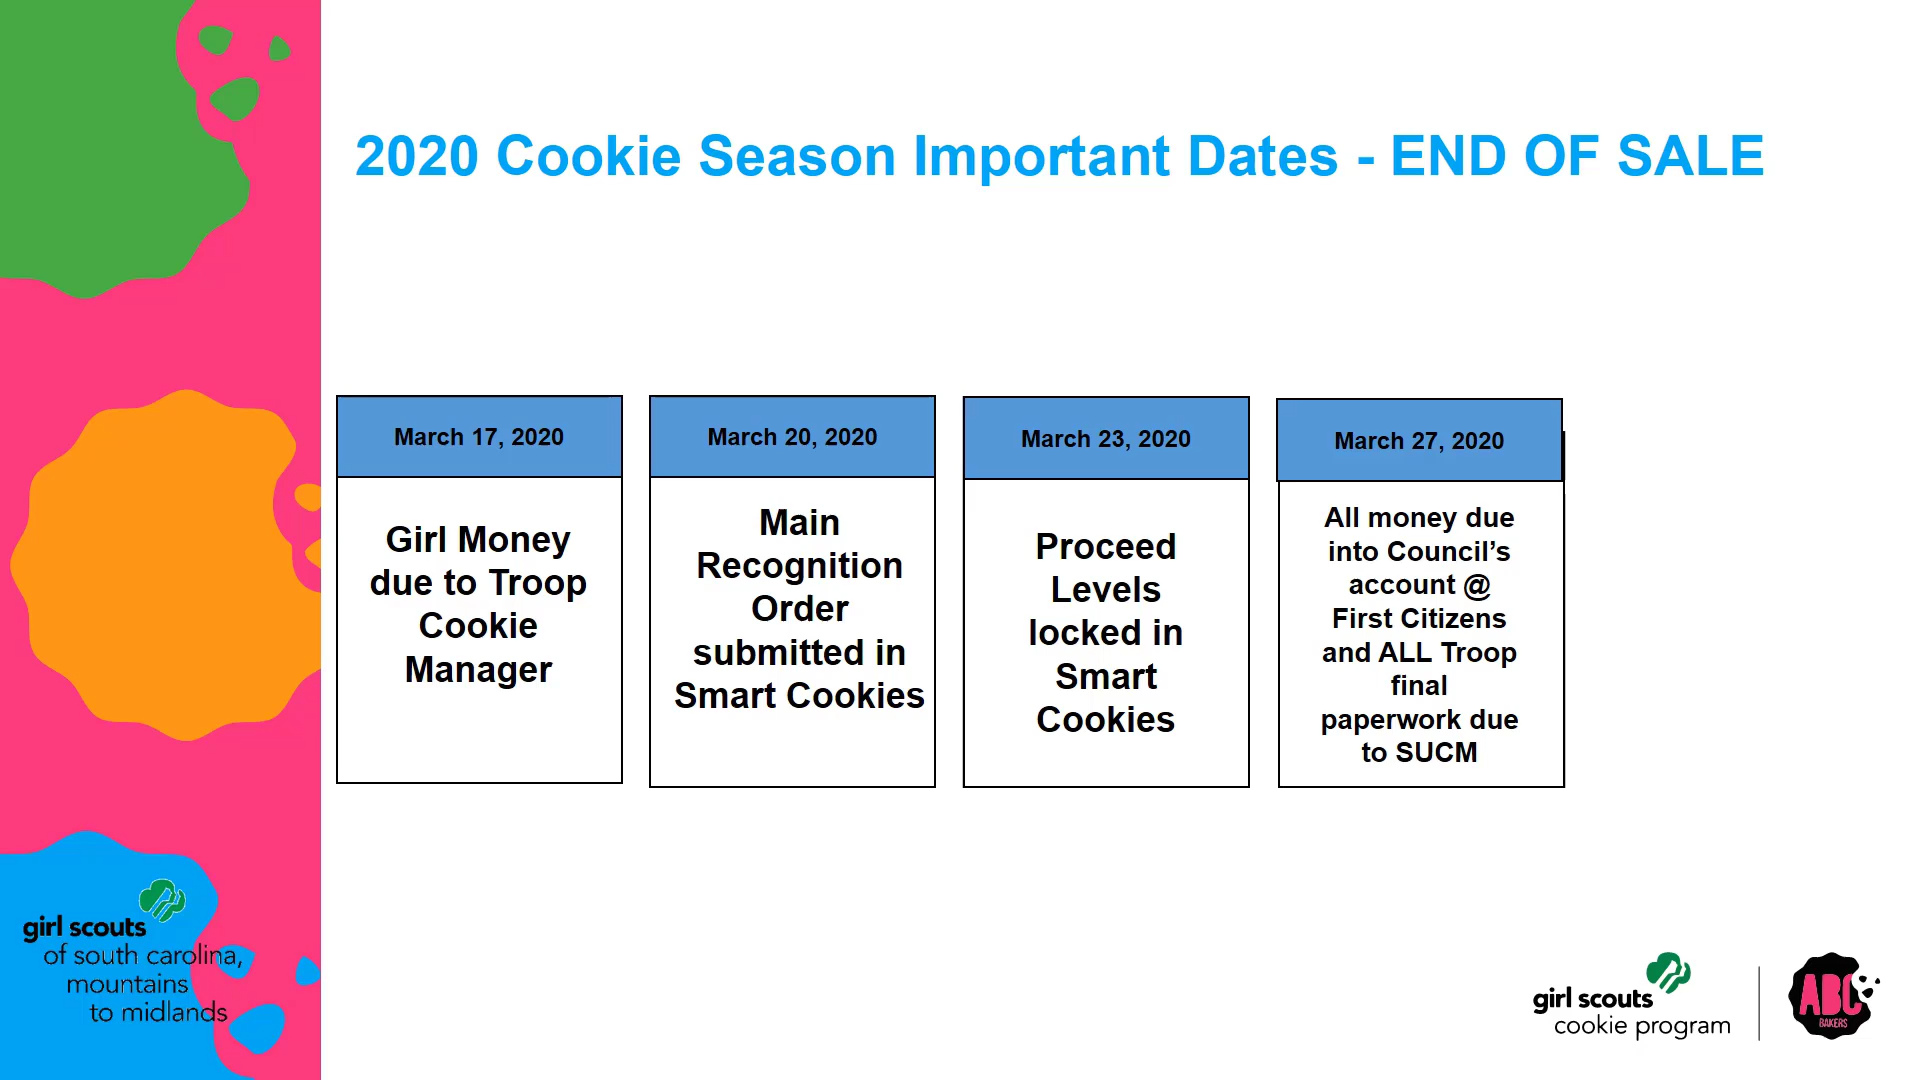 2020 Cookie Season Important Dates - END OF SALE
March 17, 2020
Girl Money
due to Troop
Cookie
Manager
March 20, 2020
Main
Recognition
Order
submitted in
Smart Cookies
March 23, 2020
Proceed
Levels
locked in
Smart
Cookies
March 27, 2020
All money due
into Council’s
account @
First Citizens
and ALL Troop
final
paperwork due
to SUCM
girl scouts
of south carolina,
mountains
to midlands
girl scouts
cookie program
ABC
BAKERS